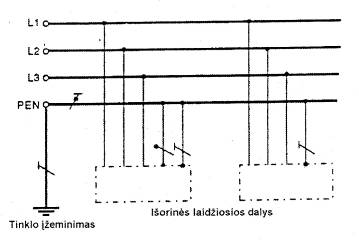 L1
L2
L3
PEN
Išorinės laidžiosios dalys
Tinklo įžeminimas